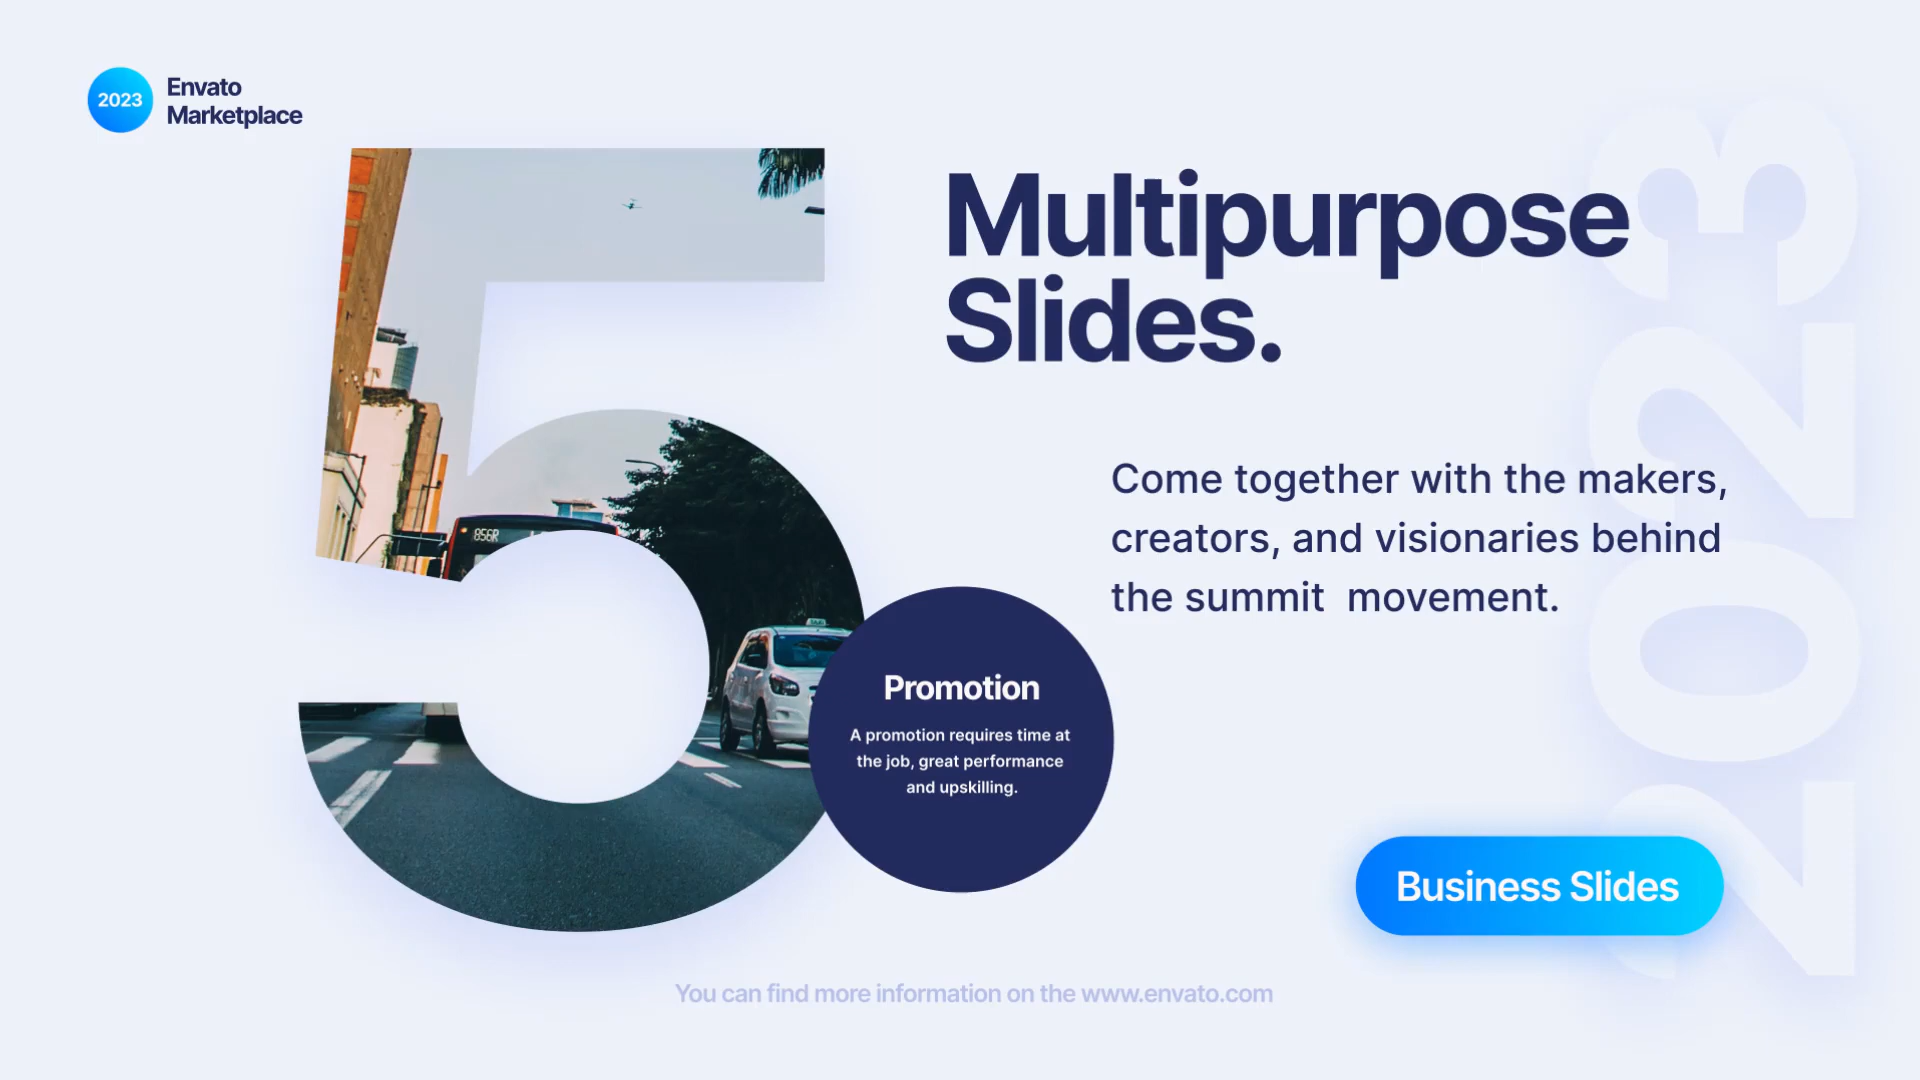 2023
Envato
Marketplace
5
856R
Multipurpose
Slides.
Come together with the makers,
creators, and visionaries behind
the summit  movement.
Promotion
A promotion requires time at
the job, great performance
and upskilling.
Business Slides
2023
You can find more information on the www.envato.com